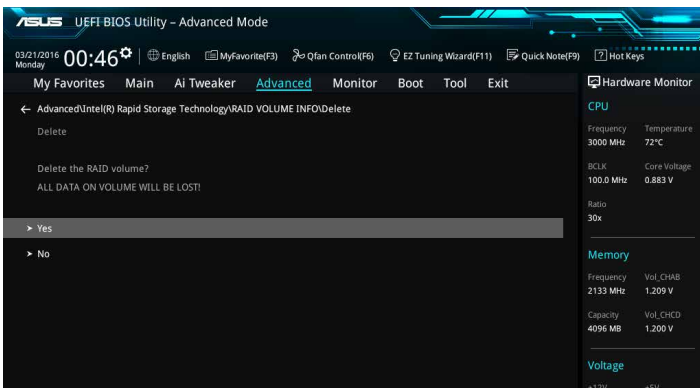 ASUS UEFI BIOS Utility – Advanced Mode
03/21/2016 Monday 00:46 English MyFavorite(F3) Qfan Control(F6) EZ Tuning Wizard(F11) Quick Note(F9) ? Hot Keys
My Favorites Main Ai Tweaker Advanced Monitor Boot Tool Exit
Hardware Monitor
← Advanced\Intel(R) Rapid Storage Technology\RAID VOLUME INFO\Delete
Delete
Delete the RAID volume?
ALL DATA ON VOLUME WILL BE LOST!
> Yes
> No
CPU
Frequency Temperature
3000 MHz 72°C
BCLK Core Voltage
100.0 MHz 0.883 V
Ratio
30x
Memory
Frequency Vol_CHAB
2133 MHz 1.209 V
Capacity Vol_CHCD
4096 MB 1.200 V
Voltage
+12V +5V